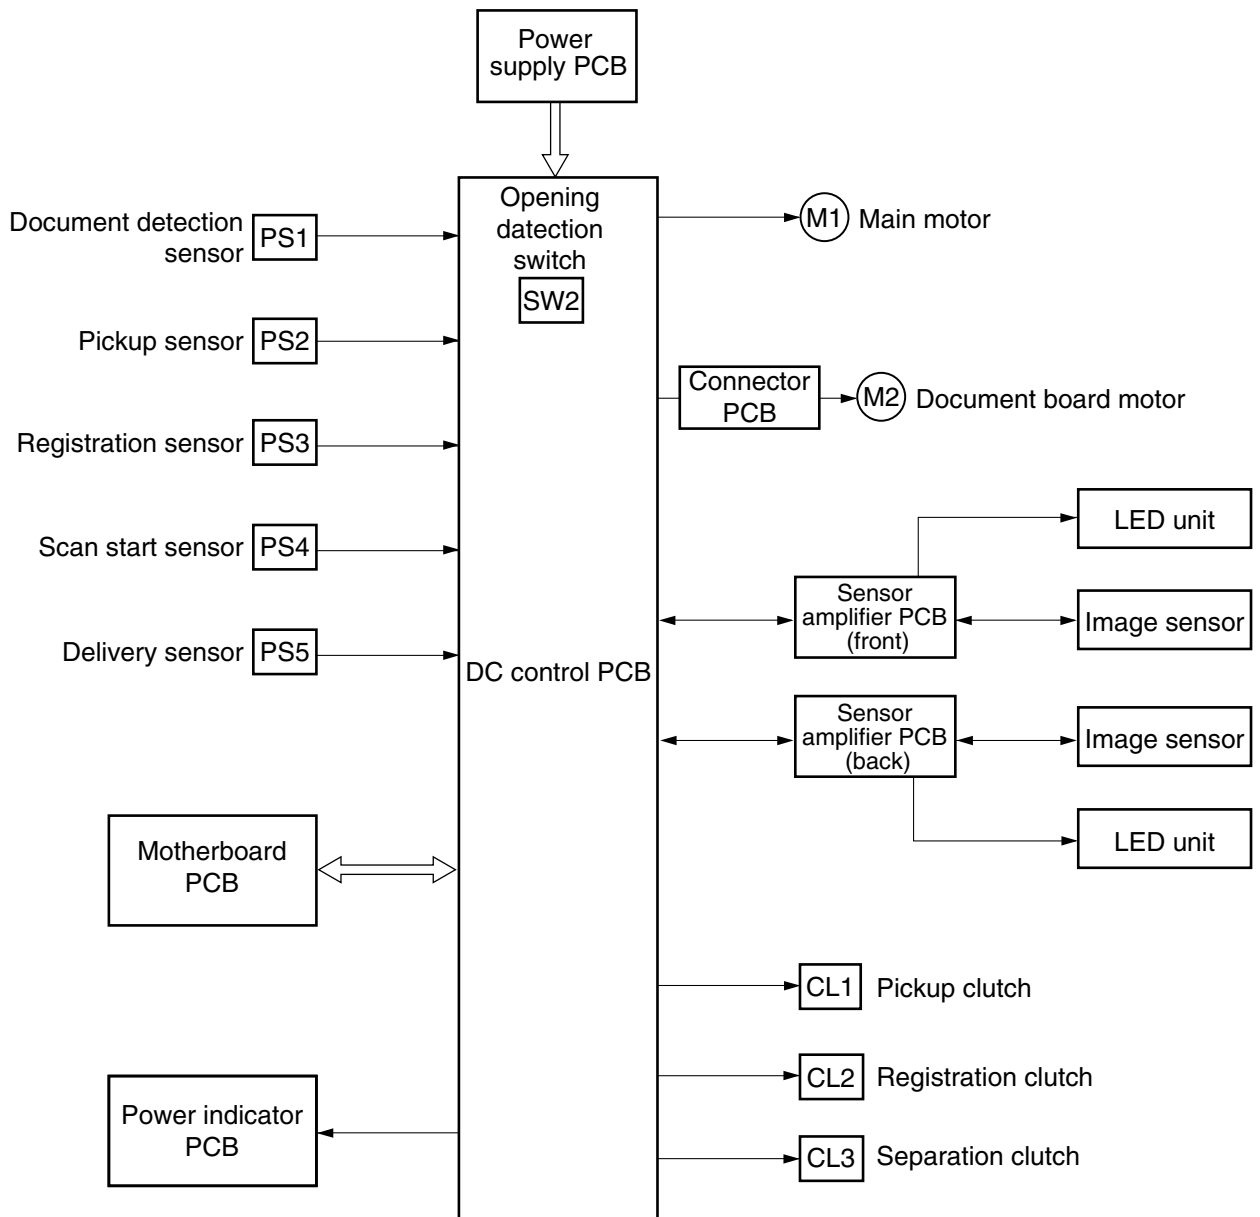 Power
supply PCB
Opening
datection
switch
SW2
DC control PCB
Document detection
sensor
PS1
Pickup sensor
PS2
Registration sensor
PS3
Scan start sensor
PS4
Delivery sensor
PS5
Motherboard
PCB
Power indicator
PCB
M1
Main motor
Connector
PCB
M2
Document board motor
LED unit
Sensor
amplifier PCB
(front)
Image sensor
Sensor
amplifier PCB
(back)
Image sensor
LED unit
CL1
Pickup clutch
CL2
Registration clutch
CL3
Separation clutch